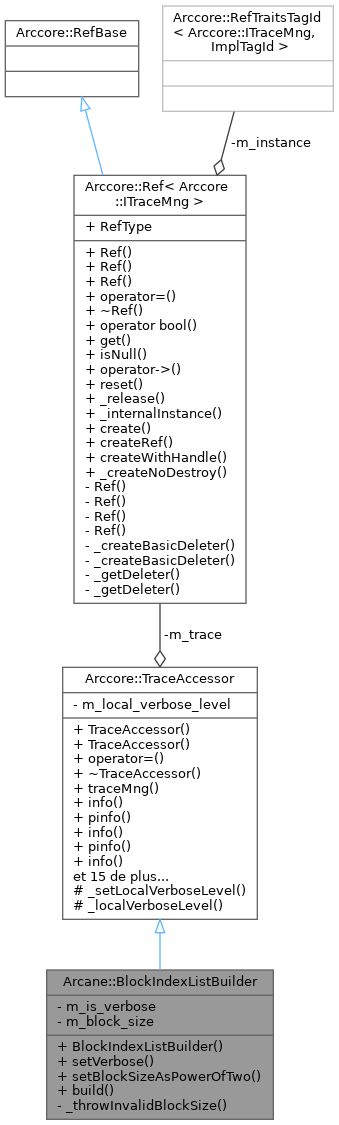 Arccore::RefBase
Arccore::RefTraitsTagId
< Arccore::ITraceMng,
ImplTagId >
-m_instance
Arccore::Ref< Arccore
::ITraceMng >
+ RefType
+ Ref()
+ Ref()
+ Ref()
+ operator=()
+ ~Ref()
+ operator bool()
+ get()
+ isNull()
+ operator->()
+ reset()
+ _release()
+ _internalInstance()
+ create()
+ createRef()
+ createWithHandle()
+ _createNoDestroy()
- Ref()
- Ref()
- Ref()
- Ref()
- _createBasicDeleter()
- _createBasicDeleter()
- _getDeleter()
- _getDeleter()
-m_trace
Arccore::TraceAccessor
- m_local_verbose_level
+ TraceAccessor()
+ TraceAccessor()
+ operator=()
+ ~TraceAccessor()
+ traceMng()
+ info()
+ pinfo()
+ info()
+ pinfo()
+ info()
et 15 de plus...
# _setLocalVerboseLevel()
# _localVerboseLevel()
Arcane::BlockIndexListBuilder
- m_is_verbose
- m_block_size
+ BlockIndexListBuilder()
+ setVerbose()
+ setBlockSizeAsPowerOfTwo()
+ build()
- _throwInvalidBlockSize()